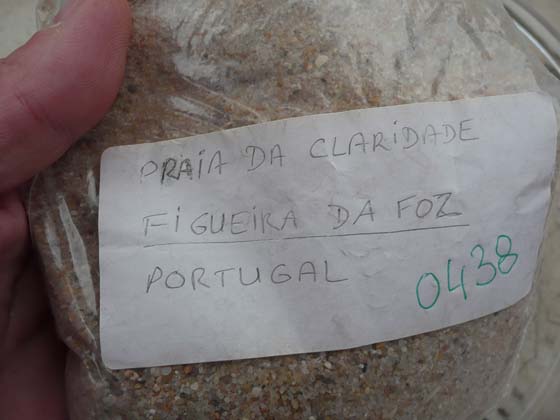 PRAIA DA CLARIDADE
FIGUEIRA DA FOZ
PORTUGAL
0438